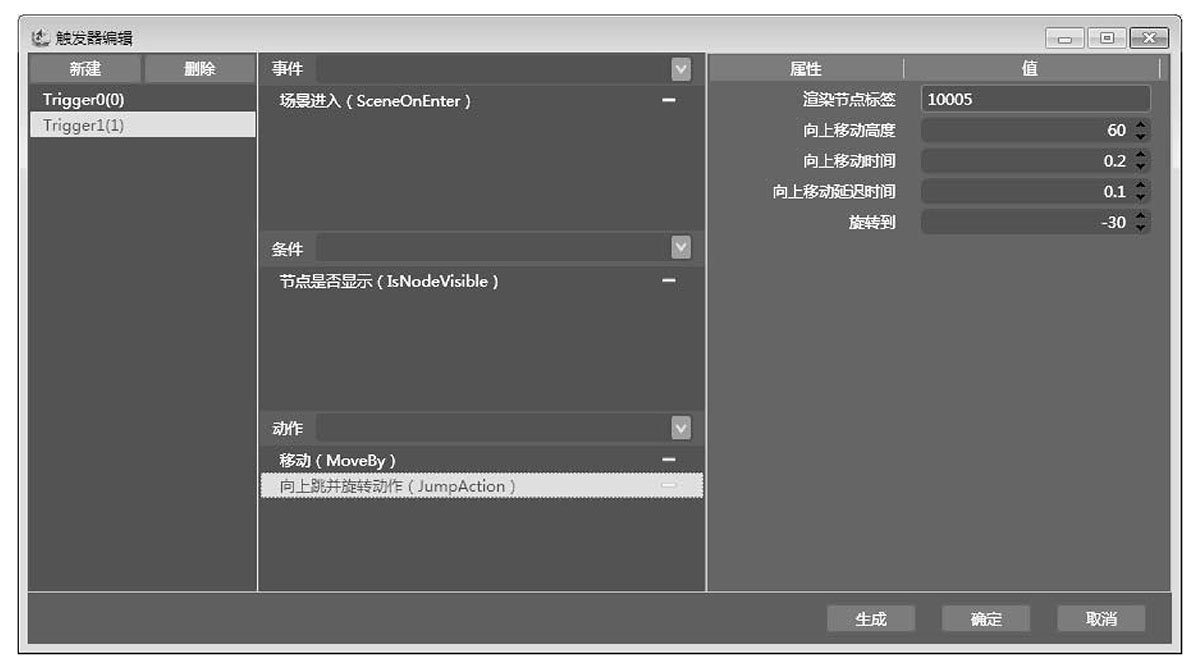 触发器编辑
新建 删除
Trigger0(0)
Trigger1(1)
事件
场景进入 ( SceneOnEnter )
条件
节点是否显示 ( IsNodeVisible )
动作
移动 ( MoveBy )
向上跳并旋转动作 ( JumpAction )
属性 值
渲染节点标签 10005
向上移动高度 60
向上移动时间 0.2
向上移动延迟时间 0.1
旋转到 -30
生成 确定 取消